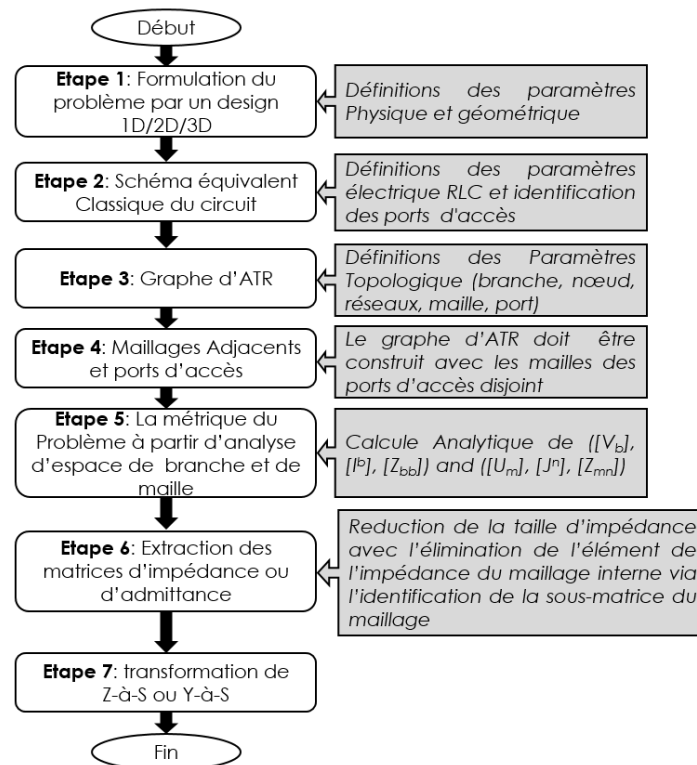 Début
Etape 1: Formulation du
problème par un design
1D/2D/3D
Définitions des paramètres
Physique et géométrique
Etape 2: Schéma équivalent
Classique du circuit
Définitions des paramètres
électrique RLC et identification
des ports d'accès
Etape 3: Graphe d'ATR
Définitions des Paramètres
Topologique (branche, nœud,
réseaux, maille, port)
Etape 4: Maillages Adjacents
et ports d'accès
Le graphe d'ATR doit être
construit avec les mailles des
ports d'accès disjoint
Etape 5: La métrique du
Problème à partir d'analyse
d'espace de branche et de
maille
Calcule Analytique de ([Vb],
[Ib], [Zbb]) and ([Um], [Jn], [Zmn])
Etape 6: Extraction des
matrices d'impédance ou
d'admittance
Reduction de la taille d'impédance
avec l'élimination de l'élément de
l'impédance du maillage interne via
l'identification de la sous-matrice du
maillage
Etape 7: transformation de
Z-à-S ou Y-à-S
Fin